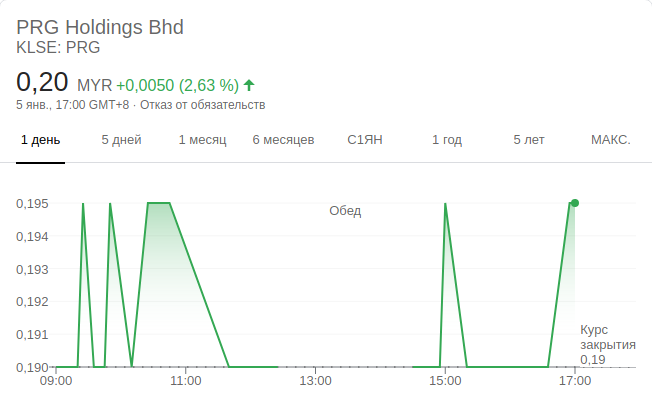 PRG Holdings Bhd
KLSE: PRG
0,20 MYR +0,0050 (2,63 %)
5 янв., 17:00 GMT+8 · Отказ от обязательств
1 день 5 дней 1 месяц 6 месяцев С1ЯН 1 год 5 лет МАКС.
Обед
0,195
0,194
0,193
0,192
0,191
0,190
Курс
закрытия
0,19
09:00 11:00 13:00 15:00 17:00